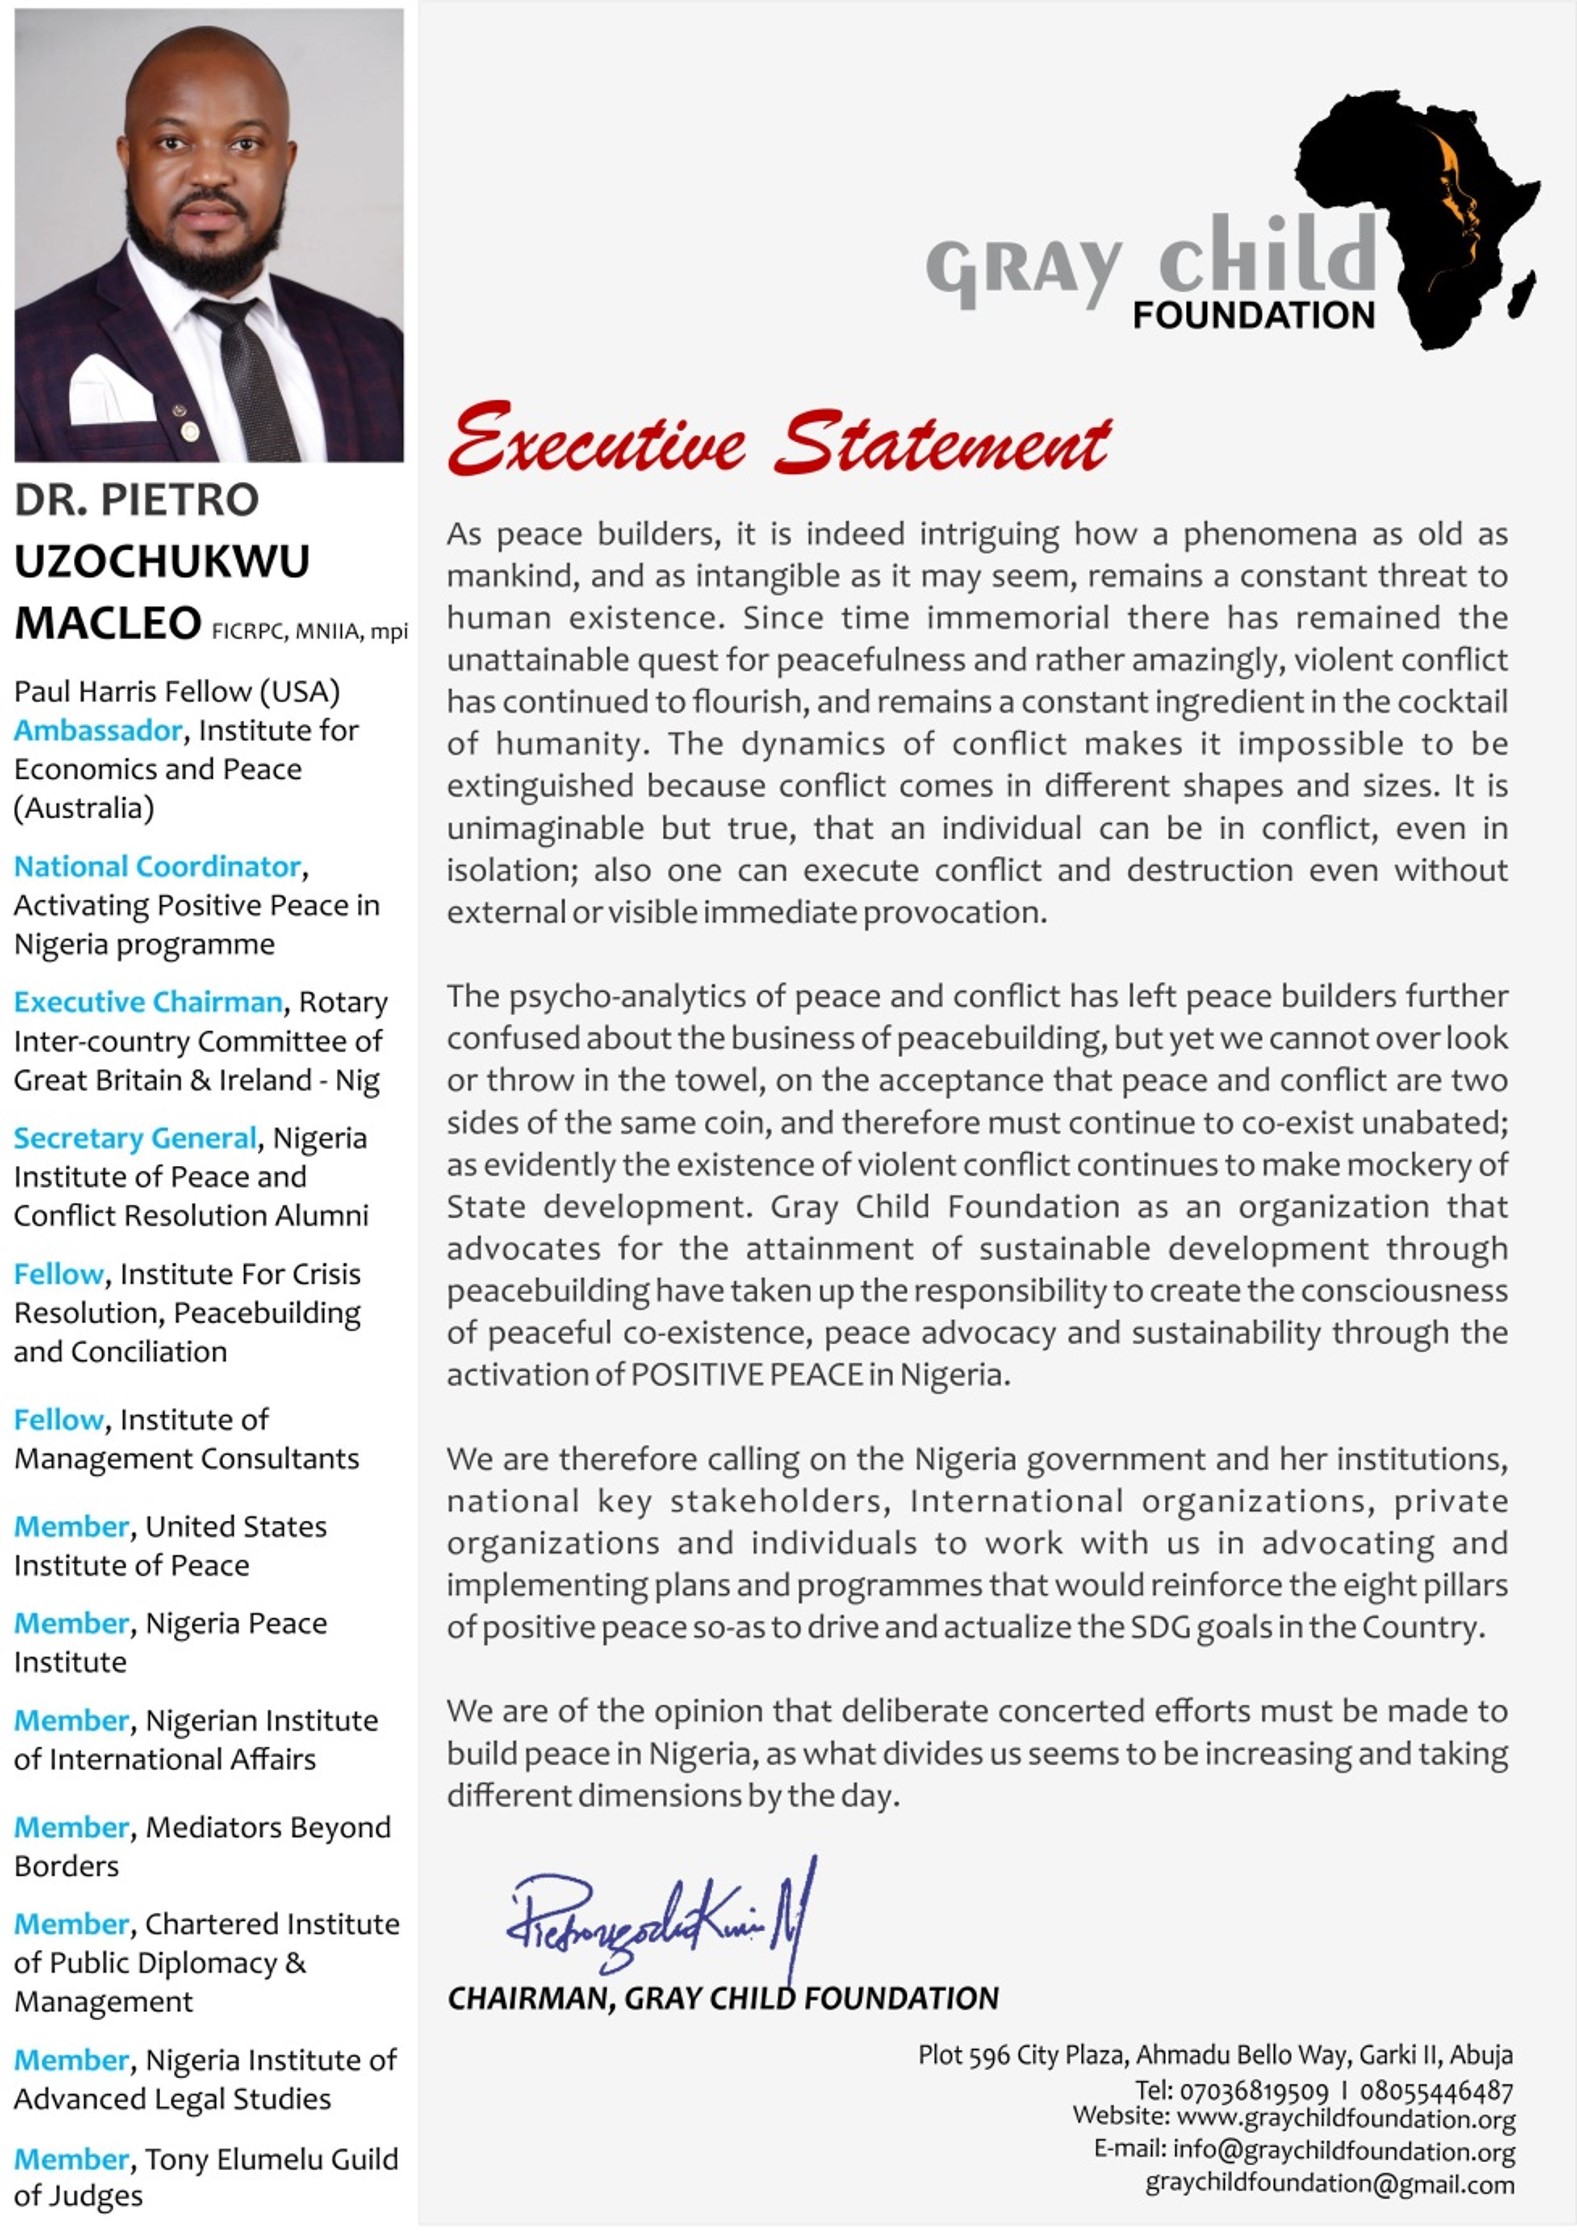 DR. PIETRO
UZOCHUKWU
MACLEO FICRPC, MNIIA, mpi
Paul Harris Fellow (USA)
Ambassador, Institute for
Economics and Peace
(Australia)
National Coordinator,
Activating Positive Peace in
Nigeria programme
Executive Chairman, Rotary
Inter-country Committee of
Great Britain & Ireland - Nig
Secretary General, Nigeria
Institute of Peace and
Conflict Resolution Alumni
Fellow, Institute For Crisis
Resolution, Peacebuilding
and Conciliation
Fellow, Institute of
Management Consultants
Member, United States
Institute of Peace
Member, Nigeria Peace
Institute
Member, Nigerian Institute
of International Affairs
Member, Mediators Beyond
Borders
Member, Chartered Institute
of Public Diplomacy &
Management
Member, Nigeria Institute of
Advanced Legal Studies
Member, Tony Elumelu Guild
of Judges
GRAY child
FOUNDATION
Executive Statement
As peace builders, it is indeed intriguing how a phenomena as old as
mankind, and as intangible as it may seem, remains a constant threat to
human existence. Since time immemorial there has remained the
unattainable quest for peacefulness and rather amazingly, violent conflict
has continued to flourish, and remains a constant ingredient in the cocktail
of humanity. The dynamics of conflict makes it impossible to be
extinguished because conflict comes in different shapes and sizes. It is
unimaginable but true, that an individual can be in conflict, even in
isolation; also one can execute conflict and destruction even without
external or visible immediate provocation.
The psycho-analytics of peace and conflict has left peace builders further
confused about the business of peacebuilding, but yet we cannot over look
or throw in the towel, on the acceptance that peace and conflict are two
sides of the same coin, and therefore must continue to co-exist unabated;
as evidently the existence of violent conflict continues to make mockery of
State development. Gray Child Foundation as an organization that
advocates for the attainment of sustainable development through
peacebuilding have taken up the responsibility to create the consciousness
of peaceful co-existence, peace advocacy and sustainability through the
activation of POSITIVE PEACE in Nigeria.
We are therefore calling on the Nigeria government and her institutions,
national key stakeholders, International organizations, private
organizations and individuals to work with us in advocating and
implementing plans and programmes that would reinforce the eight pillars
of positive peace so-as to drive and actualize the SDG goals in the Country.
We are of the opinion that deliberate concerted efforts must be made to
build peace in Nigeria, as what divides us seems to be increasing and taking
different dimensions by the day.
CHAIRMAN, GRAY CHILD FOUNDATION
Plot 596 City Plaza, Ahmadu Bello Way, Garki II, Abuja
Tel: 07036819509 I 08055446487
Website: www.graychildfoundation.org
E-mail: info@graychildfoundation.org
graychildfoundation@gmail.com